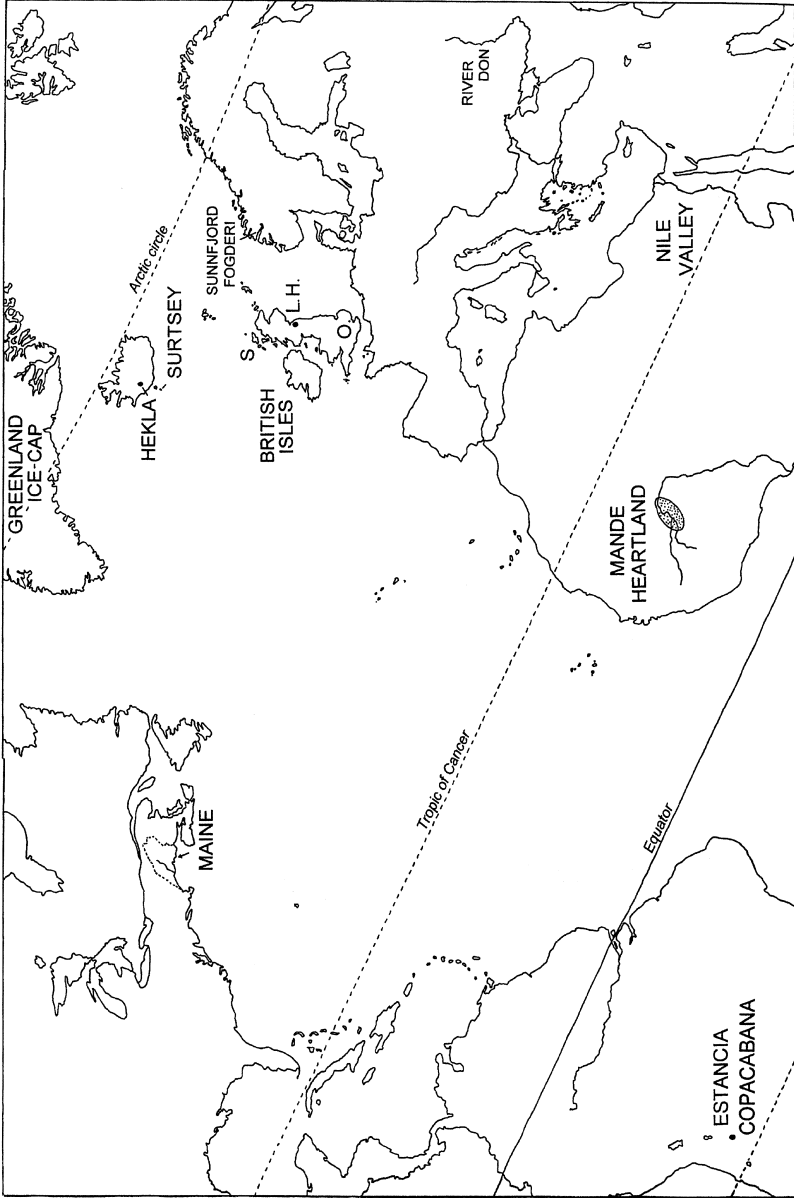 GREENLAND
ICE-CAP
Arctic circle
HEKLA
SURTSEY
SUNNFJORD
FOGDERI
S
L.H.
O.
BRITISH
ISLES
RIVER
DON
MAINE
Tropic of Cancer
NILE
VALLEY
MANDE
HEARTLAND
Equator
ESTANCIA
COPACABANA